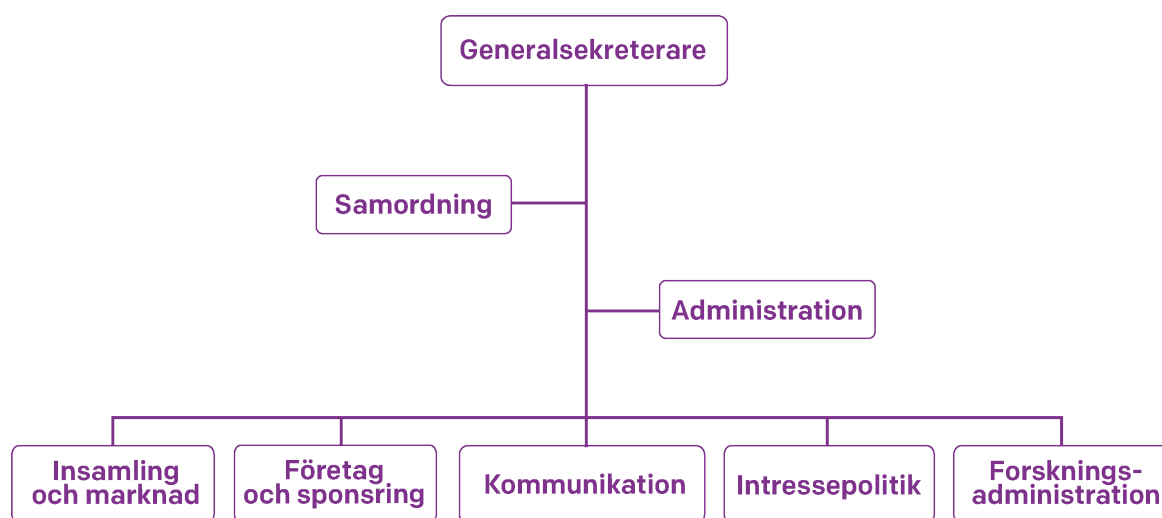 Generalsekreterare
Samordning
Administration
Insamling
och marknad
Företag
och sponsring
Kommunikation
Intressepolitik
Forsknings-
administration